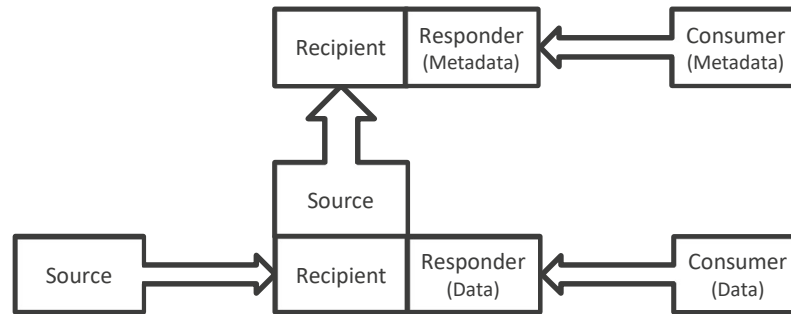 Recipient
Responder
(Metadata)
Consumer
(Metadata)
Source
Source
Recipient
Responder
(Data)
Consumer
(Data)